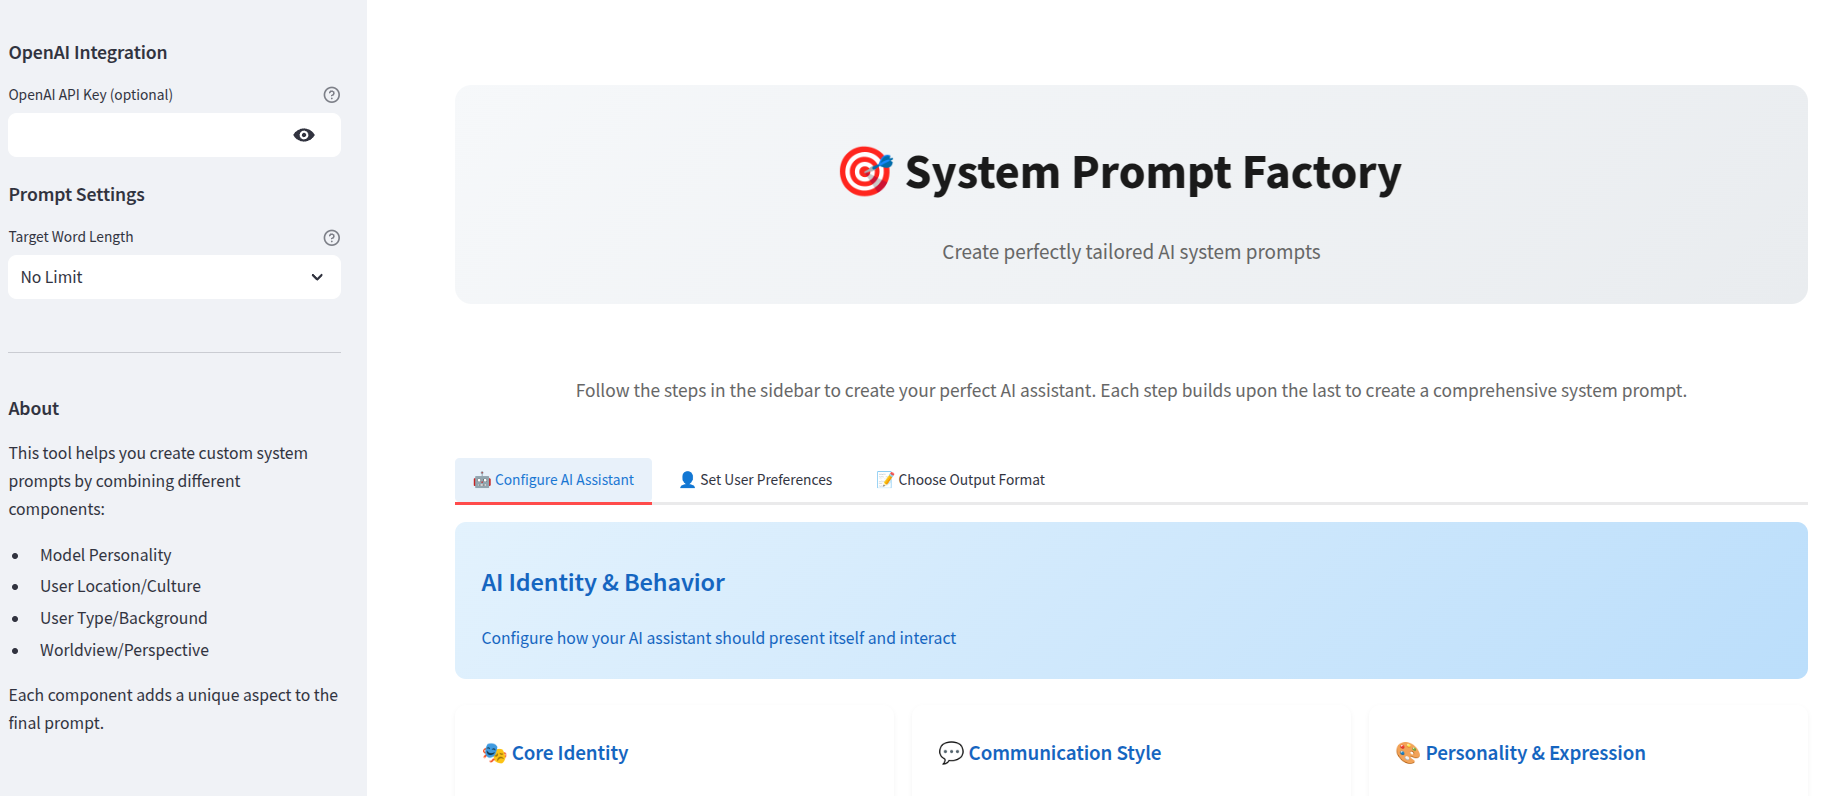 OpenAI Integration
OpenAI API Key (optional)
Prompt Settings
Target Word Length
No Limit
About
This tool helps you create custom system
prompts by combining different
components:
Model Personality
User Location/Culture
User Type/Background
Worldview/Perspective
Each component adds a unique aspect to the
final prompt.
🎯 System Prompt Factory
Create perfectly tailored AI system prompts
Follow the steps in the sidebar to create your perfect AI assistant. Each step builds upon the last to create a comprehensive system prompt.
🤖 Configure AI Assistant
👤 Set User Preferences
📝 Choose Output Format
AI Identity & Behavior
Configure how your AI assistant should present itself and interact
🎭 Core Identity
💬 Communication Style
🎨 Personality & Expression